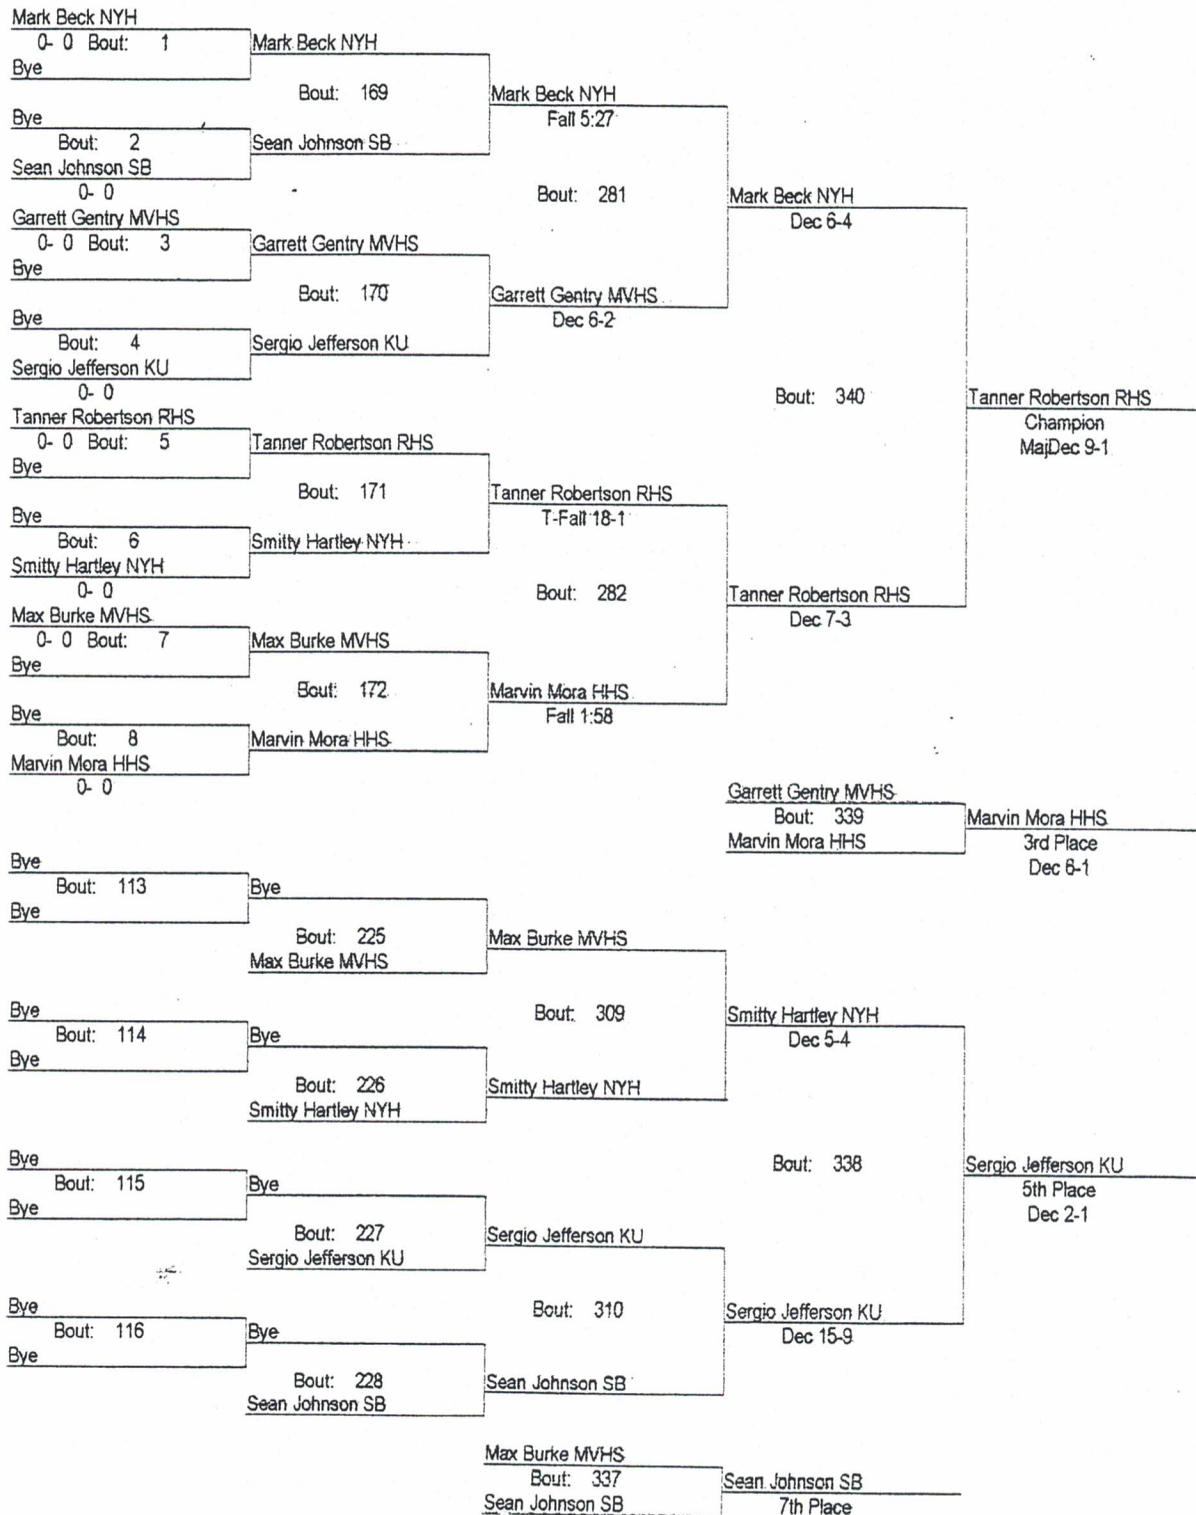 Mark Beck NYH
0- 0 Bout: 1
Mark Beck NYH
Bye
Bout: 169
Mark Beck NYH
Fall 5:27
Bye
Bout: 2
Sean Johnson SB
Sean Johnson SB
0- 0
Bout: 281
Mark Beck NYH
Dec 6-4
Garrett Gentry MVHS
0- 0 Bout: 3
Garrett Gentry MVHS
Bye
Bout: 170
Garrett Gentry MVHS
Dec 6-2
Bye
Bout: 4
Sergio Jefferson KU
Sergio Jefferson KU
0- 0
Bout: 340
Tanner Robertson RHS
Champion
MajDec 9-1
Tanner Robertson RHS
0- 0 Bout: 5
Tanner Robertson RHS
Bye
Bout: 171
Tanner Robertson RHS
T-Fall 18-1
Bye
Bout: 6
Smitty Hartley NYH
Smitty Hartley NYH
0- 0
Bout: 282
Tanner Robertson RHS
Dec 7-3
Max Burke MVHS
0- 0 Bout: 7
Max Burke MVHS
Bye
Bout: 172
Marvin Mora HHS
Fall 1:58
Bye
Bout: 8
Marvin Mora HHS
Marvin Mora HHS
0- 0
Garrett Gentry MVHS
Bout: 339
Marvin Mora HHS
Marvin Mora HHS
3rd Place
Dec 6-1
Bye
Bout: 113
Bye
Bye
Bout: 225
Max Burke MVHS
Max Burke MVHS
Bye
Bout: 114
Bye
Bye
Bout: 309
Smitty Hartley NYH
Dec 5-4
Bout: 226
Smitty Hartley NYH
Smitty Hartley NYH
Bye
Bout: 115
Bye
Bye
Bout: 338
Sergio Jefferson KU
5th Place
Dec 2-1
Bout: 227
Sergio Jefferson KU
Sergio Jefferson KU
Bye
Bout: 116
Bye
Bye
Bout: 310
Sergio Jefferson KU
Dec 15-9
Bout: 228
Sean Johnson SB
Sean Johnson SB
Max Burke MVHS
Bout: 337
Sean Johnson SB
Sean Johnson SB
7th Place